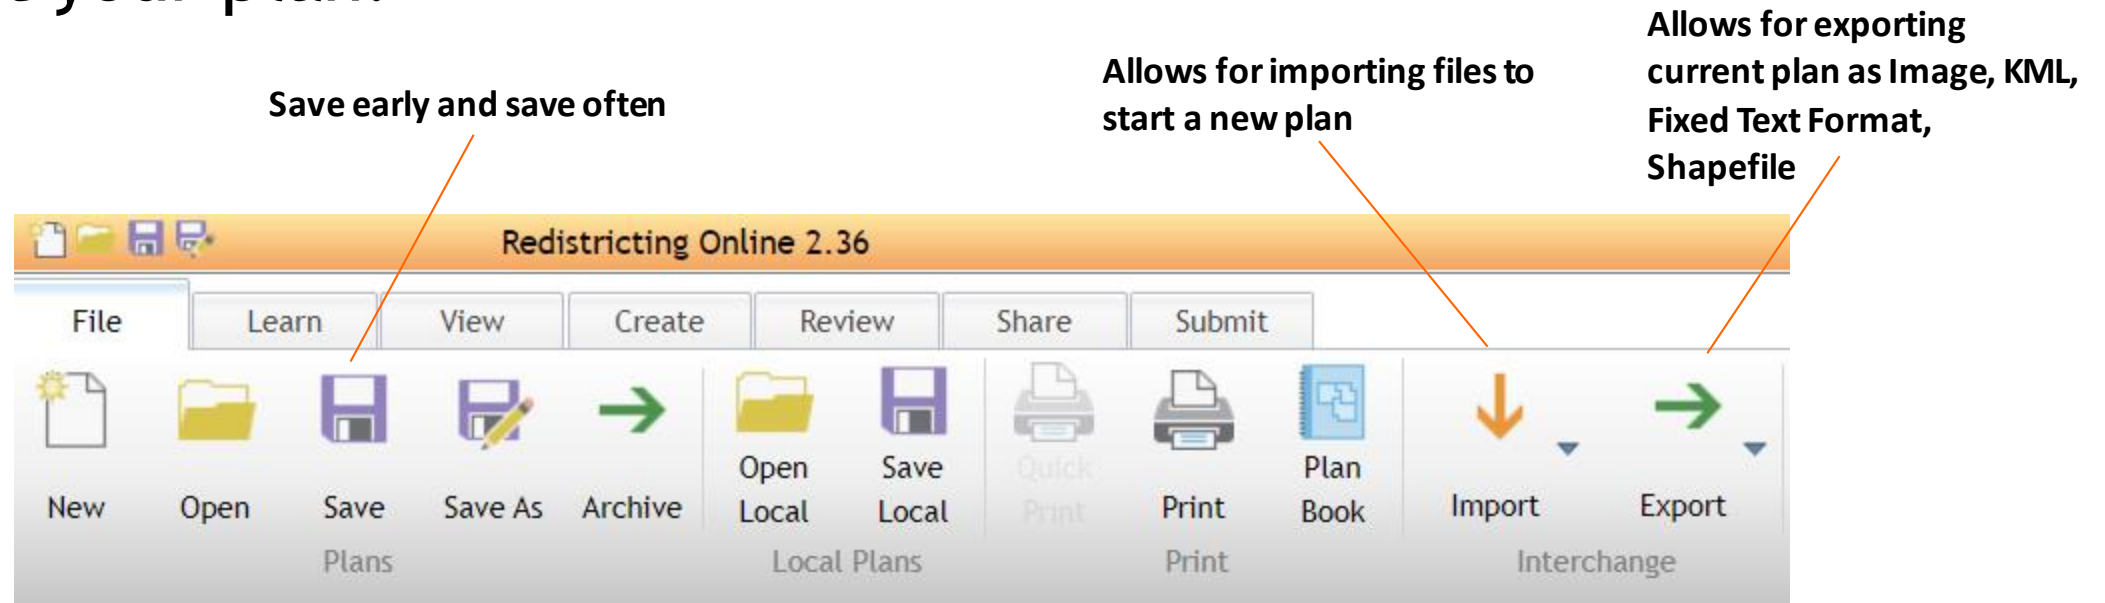 your plan.
Allows for exporting
current plan as Image, KML,
Fixed Text Format,
Shapefile
Allows for importing files to
start a new plan
Save early and save often
Redistricting Online 2.36
File Learn View Create Review Share Submit
New Open Save Save As Archive Open Local Save Local Quick Print Print Plan Book Import Export
Plans Local Plans Print Interchange